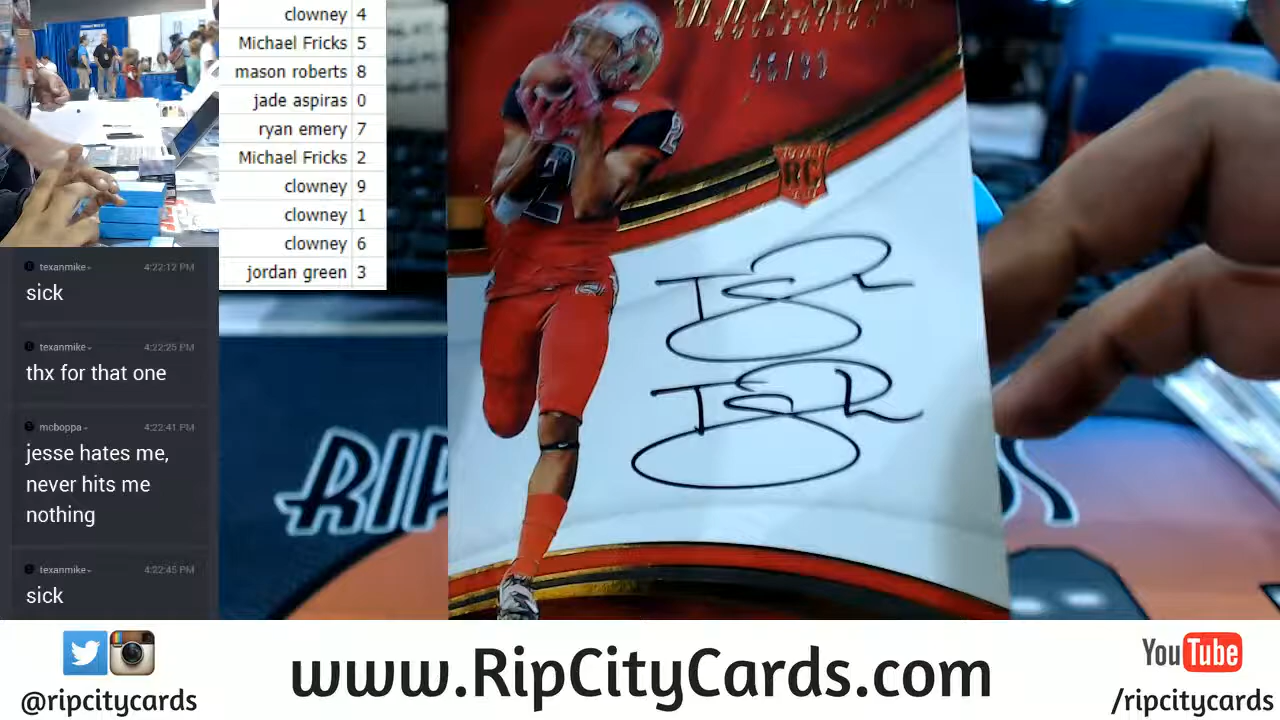 clowney 4
Michael Fricks 5
mason roberts 8
jade aspiras 0
ryan emery 7
Michael Fricks 2
clowney 9
clowney 1
clowney 6
jordan green 3
texanmike 4:22:12 PM
sick
texanmike 4:22:25 PM
thx for that one
mcboppa 4:22:41 PM
jesse hates me,
never hits me
nothing
texanmike 4:22:45 PM
sick
RC
2
2
RIP
@ripcitycards
www.RipCityCards.com
YouTube
/ripcitycards